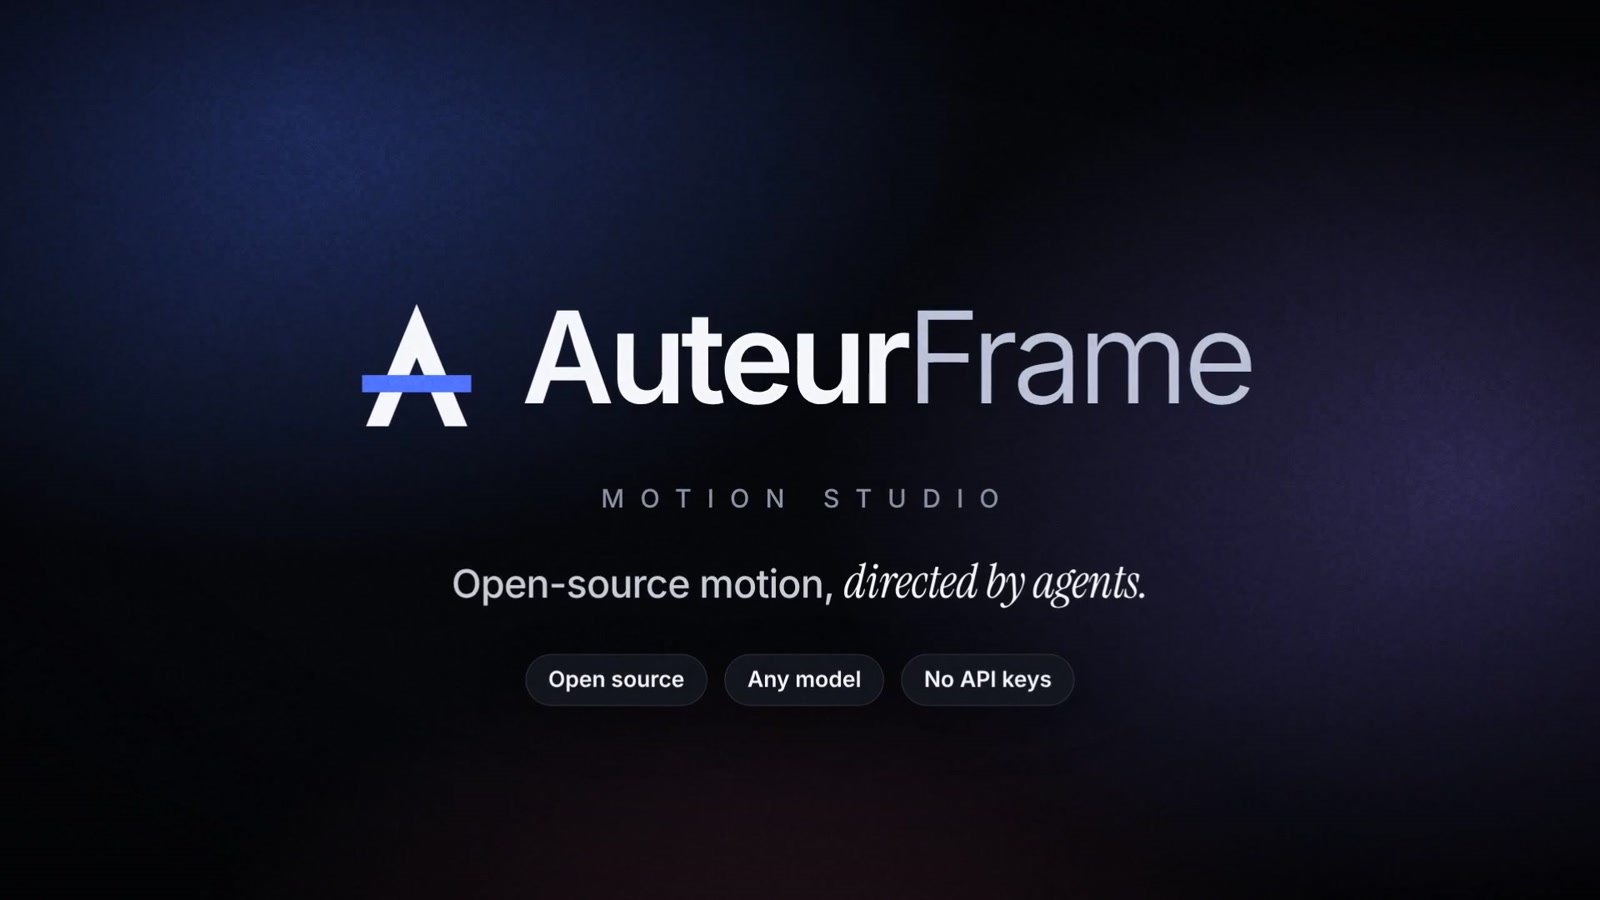 AuteurFrame
MOTION STUDIO
Open-source motion, directed by agents.
Open source
Any model
No API keys